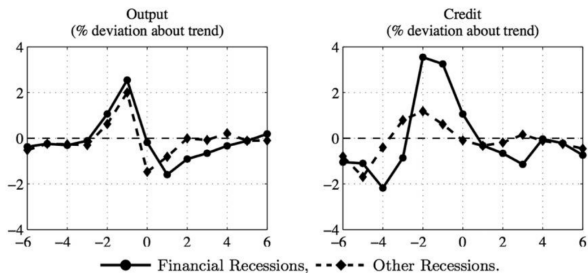 Output
(% deviation about trend)
4
2
0
−2
−4
−6 −4 −2 0 2 4 6
Credit
(% deviation about trend)
4
2
0
−2
−4
−6 −4 −2 0 2 4 6
Financial Recessions, Other Recessions.